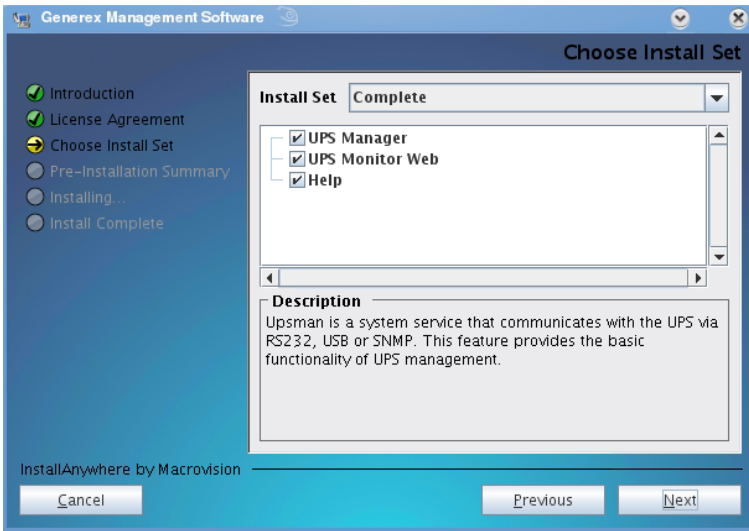 Generex Management Software
Choose Install Set
Introduction
License Agreement
Choose Install Set
Pre-Installation Summary
Installing...
Install Complete
Install Set Complete
UPS Manager
UPS Monitor Web
Help
Description
Upsman is a system service that communicates with the UPS via
RS232, USB or SNMP. This feature provides the basic
functionality of UPS management.
InstallAnywhere by Macrovision
Cancel
Previous
Next